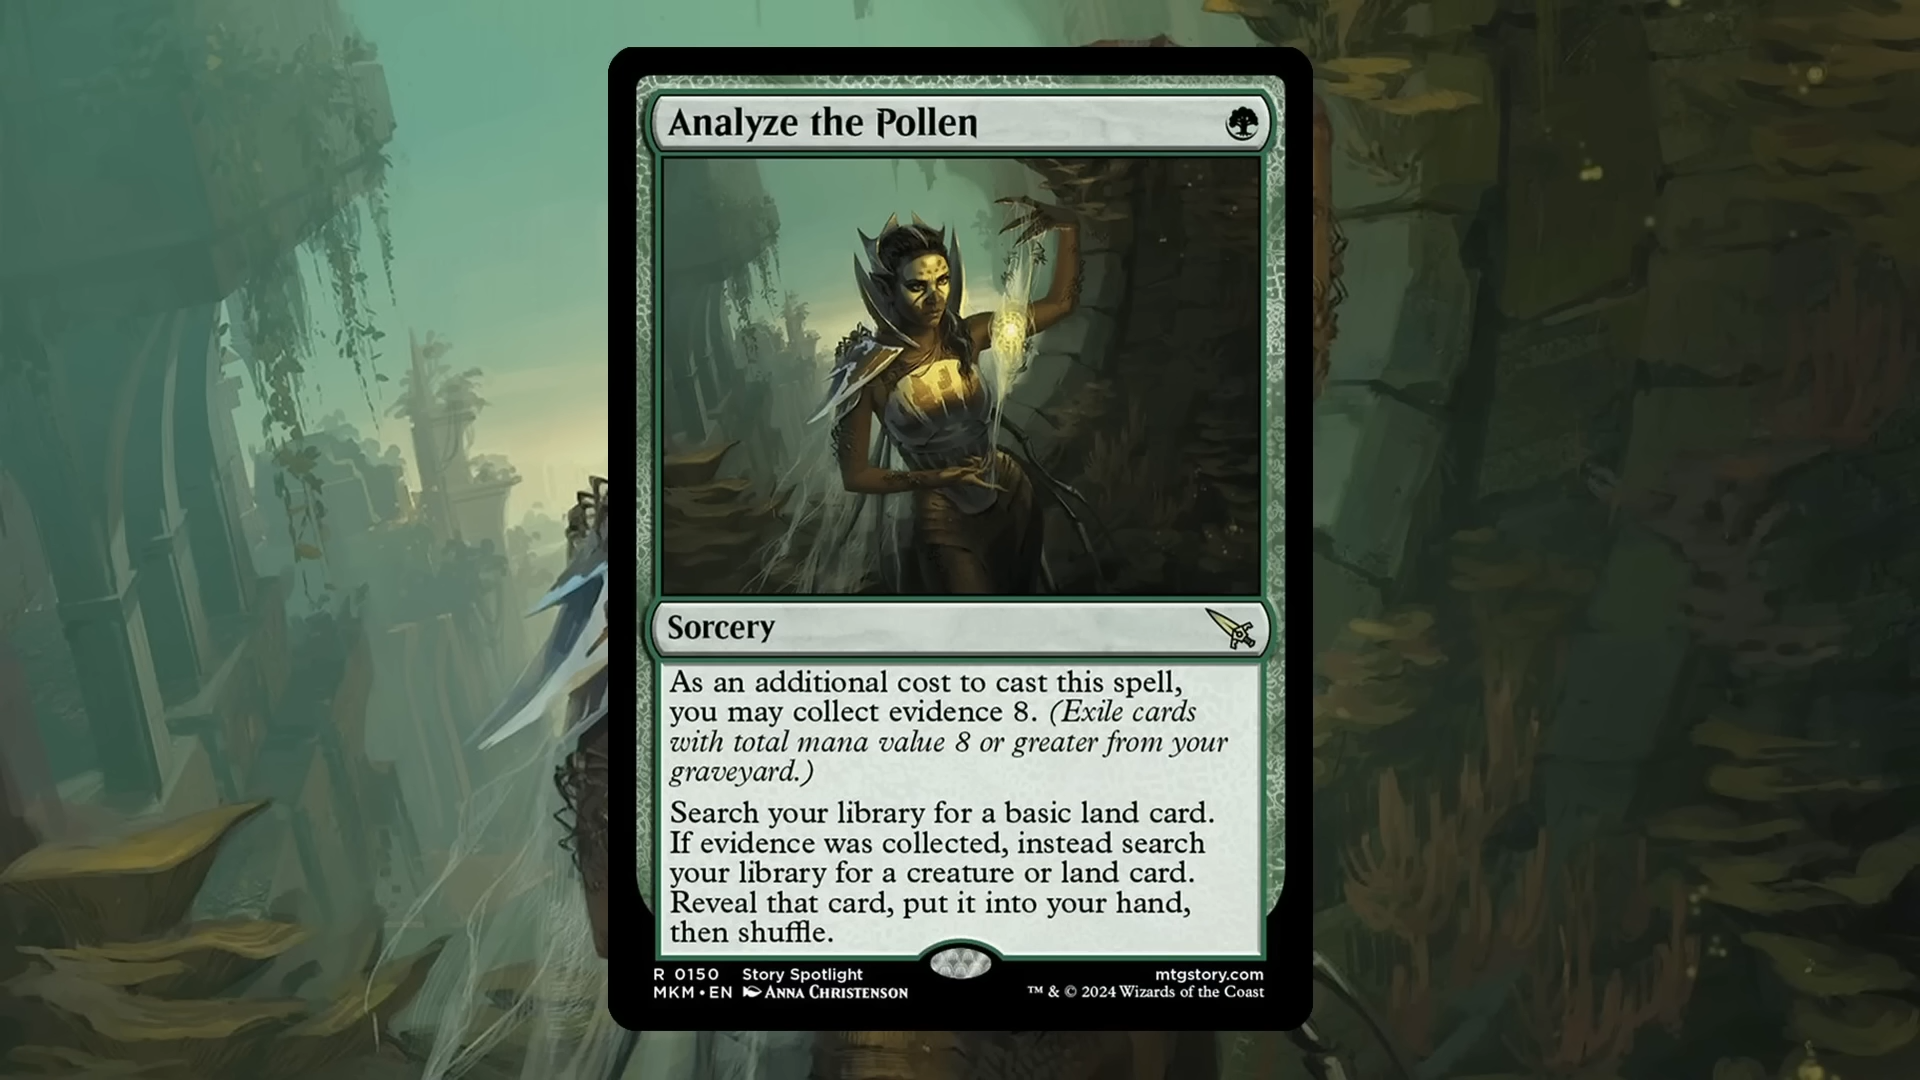 Analyze the Pollen
Sorcery
As an additional cost to cast this spell,
you may collect evidence 8. (Exile cards
with total mana value 8 or greater from your
graveyard.)
Search your library for a basic land card.
If evidence was collected, instead search
your library for a creature or land card.
Reveal that card, put it into your hand,
then shuffle.
R 0150 Story Spotlight mtgstory.com
MKM • EN Anna Christenson ™ & © 2024 Wizards of the Coast